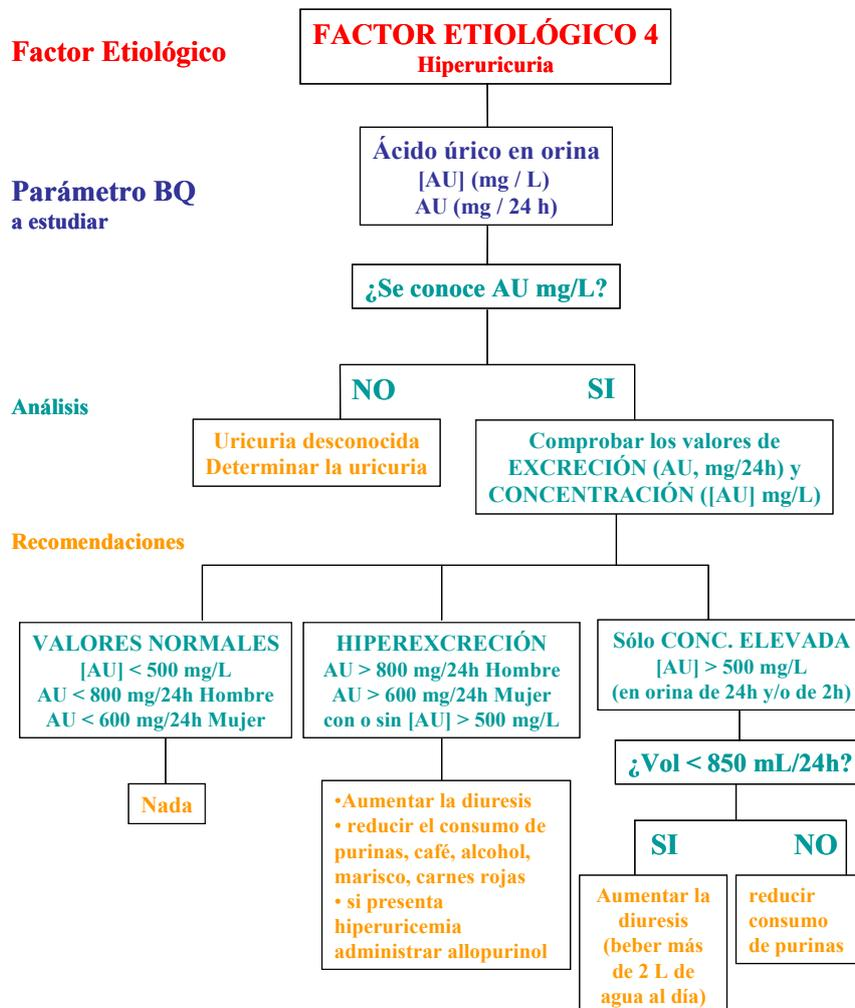 Factor Etiológico
FACTOR ETIOLÓGICO 4
Hiperuricuria
Parámetro BQ
a estudiar
Ácido úrico en orina
[AU] (mg / L)
AU (mg / 24 h)
¿Se conoce AU mg/L?
Análisis
NO
SI
Uricuria desconocida
Determinar la uricuria
Comprobar los valores de
EXCRECIÓN (AU, mg/24h) y
CONCENTRACIÓN ([AU] mg/L)
Recomendaciones
VALORES NORMALES
[AU] < 500 mg/L
AU < 800 mg/24h Hombre
AU < 600 mg/24h Mujer
HIPEREXCRECIÓN
AU > 800 mg/24h Hombre
AU > 600 mg/24h Mujer
con o sin [AU] > 500 mg/L
Sólo CONC. ELEVADA
[AU] > 500 mg/L
(en orina de 24h y/o de 2h)
¿Vol < 850 mL/24h?
Nada
•Aumentar la diuresis
• reducir el consumo de
purinas, café, alcohol,
marisco, carnes rojas
• si presenta
hiperuricemia
administrar allopurinol
SI
NO
Aumentar la
diuresis
(beber más
de 2 L de
agua al día)
reducir
consumo
de purinas